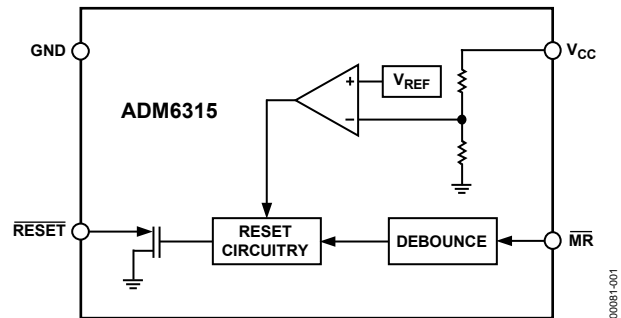 GND
VCC
ADM6315
+
VREF
−
RESET
RESET
CIRCUITRY
DEBOUNCE
MR
00081-001